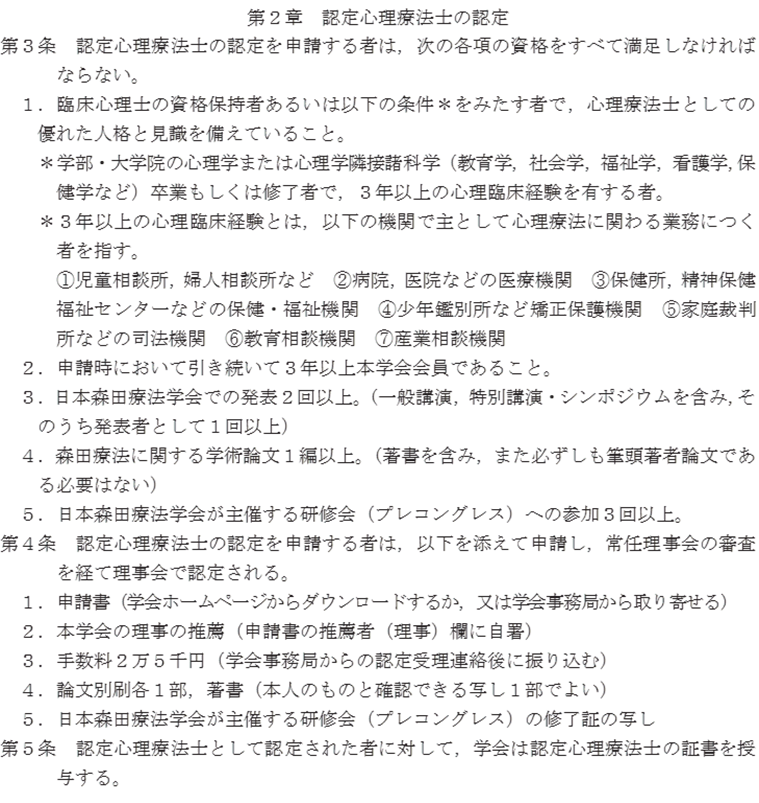 第２章　認定心理療法士の認定
第３条　認定心理療法士の認定を申請する者は，次の各項の資格をすべて満足しなければ
ならない。
１．臨床心理士の資格保持者あるいは以下の条件＊をみたす者で，心理療法士としての
優れた人格と見識を備えていること。
＊学部・大学院の心理学または心理学隣接諸科学（教育学，社会学，福祉学，看護学，保
健学など）卒業もしくは修了者で，３年以上の心理臨床経験を有する者。
＊３年以上の心理臨床経験とは，以下の機関で主として心理療法に関わる業務につく
者を指す。
①児童相談所，婦人相談所など　②病院，医院などの医療機関　③保健所，精神保健
福祉センターなどの保健・福祉機関　④少年鑑別所など矯正保護機関　⑤家庭裁判
所などの司法機関　⑥教育相談機関　⑦産業相談機関
２．申請時において引き続いて３年以上本学会会員であること。
３．日本森田療法学会での発表２回以上。（一般講演，特別講演・シンポジウムを含み，そ
のうち発表者として１回以上）
４．森田療法に関する学術論文１編以上。（著書を含み，また必ずしも筆頭著者論文であ
る必要はない）
５．日本森田療法学会が主催する研修会（プレコングレス）への参加３回以上。
第４条　認定心理療法士の認定を申請する者は，以下を添えて申請し，常任理事会の審査
を経て理事会で認定される。
１．申請書（学会ホームページからダウンロードするか，又は学会事務局から取り寄せる）
２．本学会の理事の推薦（申請書の推薦者（理事）欄に自署）
３．手数料２万５千円（学会事務局からの認定受理連絡後に振り込む）
４．論文別刷各１部，著書（本人のものと確認できる写し１部でよい）
５．日本森田療法学会が主催する研修会（プレコングレス）の修了証の写し
第５条　認定心理療法士として認定された者に対して，学会は認定心理療法士の証書を授
与する。